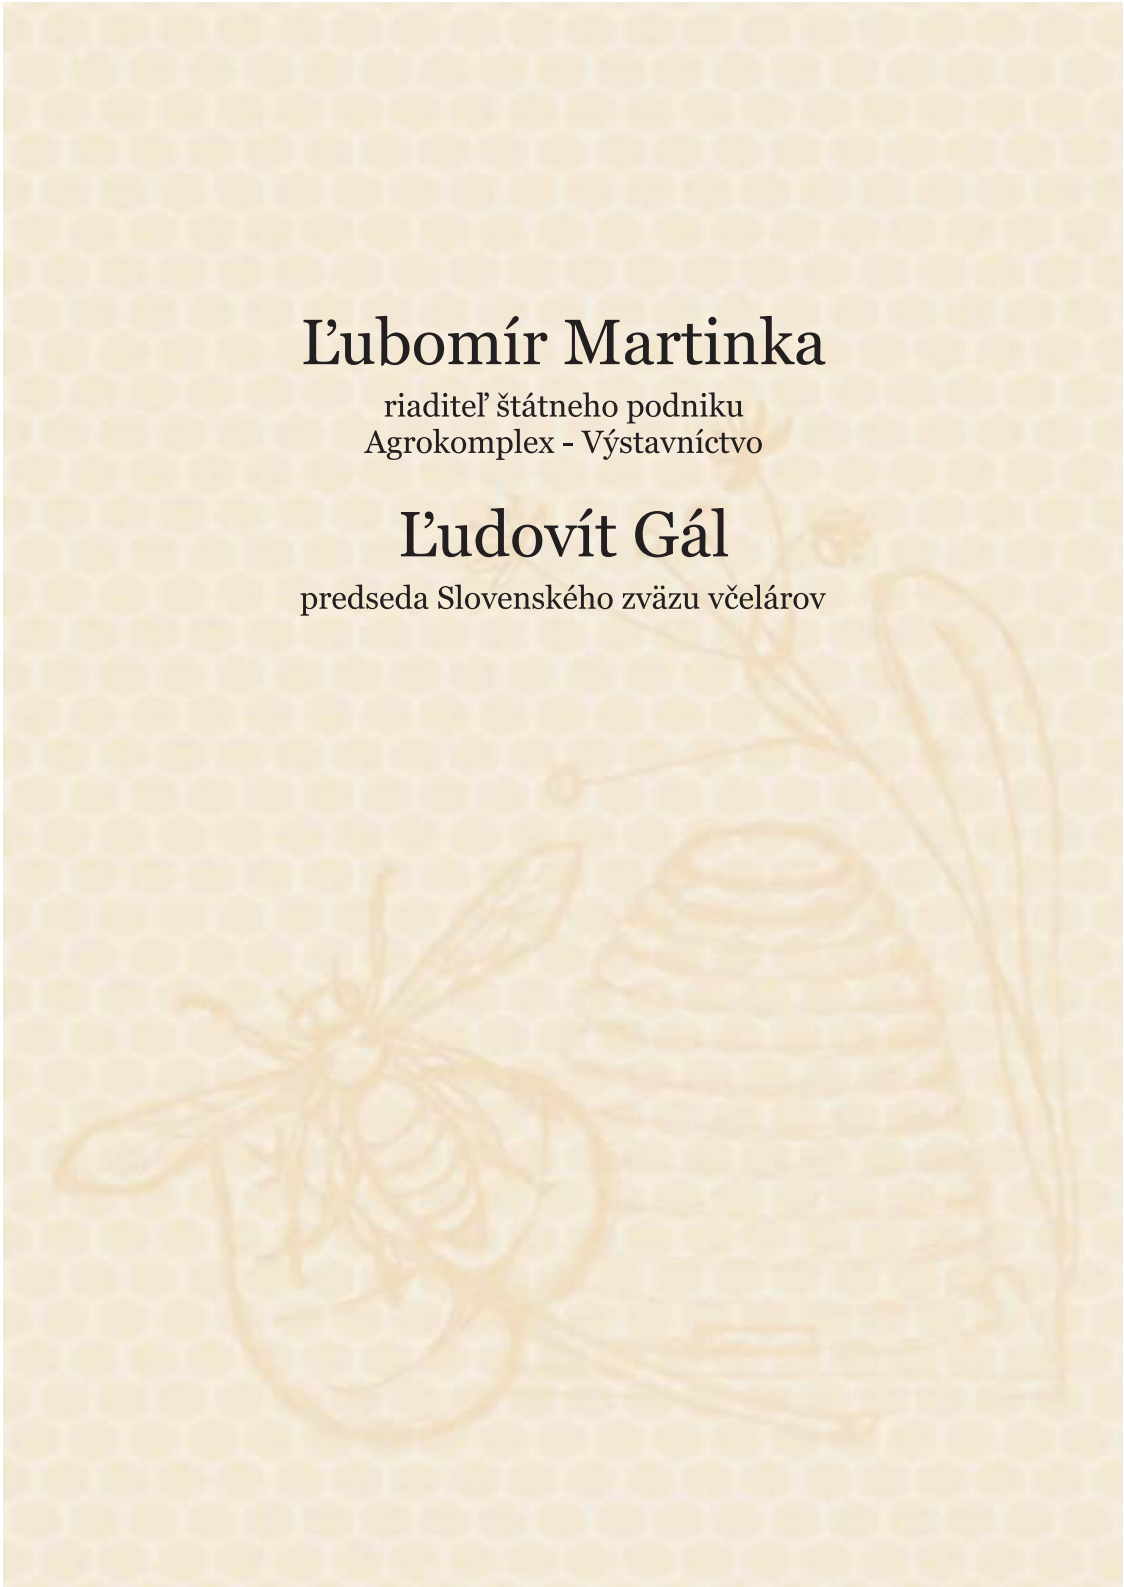 Ľubomír Martinka
riaditeľ štátneho podniku
Agrokomplex - Výstavníctvo
Ľudovít Gál
predseda Slovenského zväzu včelárov